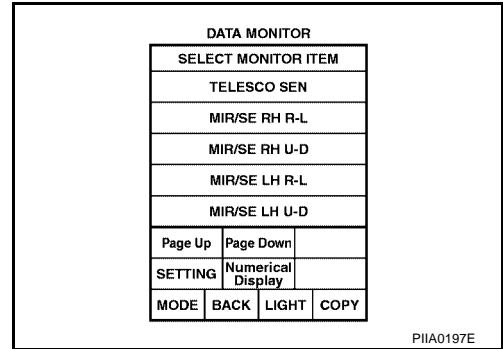 DATA MONITOR
SELECT MONITOR ITEM
TELESCO SEN
MIR/SE RH R-L
MIR/SE RH U-D
MIR/SE LH R-L
MIR/SE LH U-D
Page Up Page Down
SETTING Numerical Display
MODE BACK LIGHT COPY
PIIA0197E